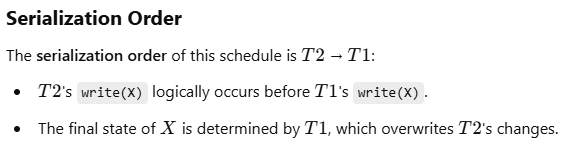 Serialization Order
The serialization order of this schedule is T2 → T1:
• T2's write(X) logically occurs before T1's write(X).
• The final state of X is determined by T1, which overwrites T2's changes.